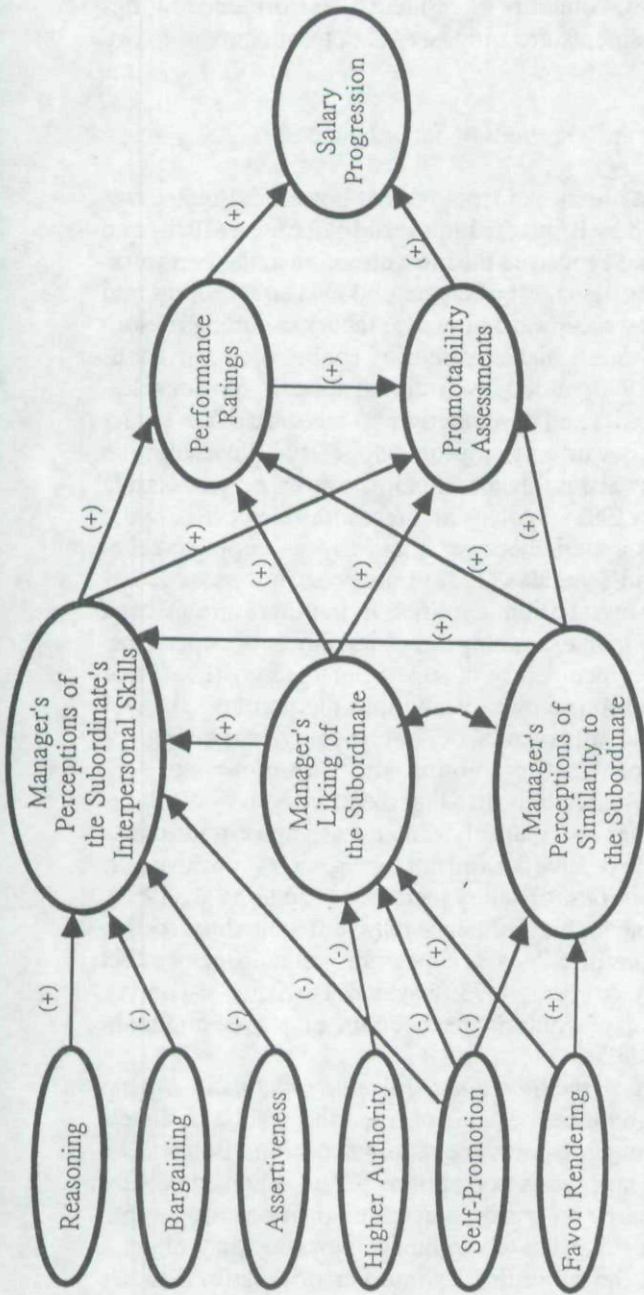 Reasoning
Bargaining
Assertiveness
Higher Authority
Self-Promotion
Favor Rendering
(+)
(-)
(-)
(-)
(-)
(-)
(+)
(-)
(+)
Manager's
Perceptions of
the Subordinate's
Interpersonal Skills
(+)
Manager's
Liking of
the Subordinate
(+)
Manager's
Perceptions of
Similarity to
the Subordinate
(+)
(+)
(+)
(+)
(+)
(+)
Performance
Ratings
(+)
Promotability
Assessments
(+)
(+)
Salary
Progression